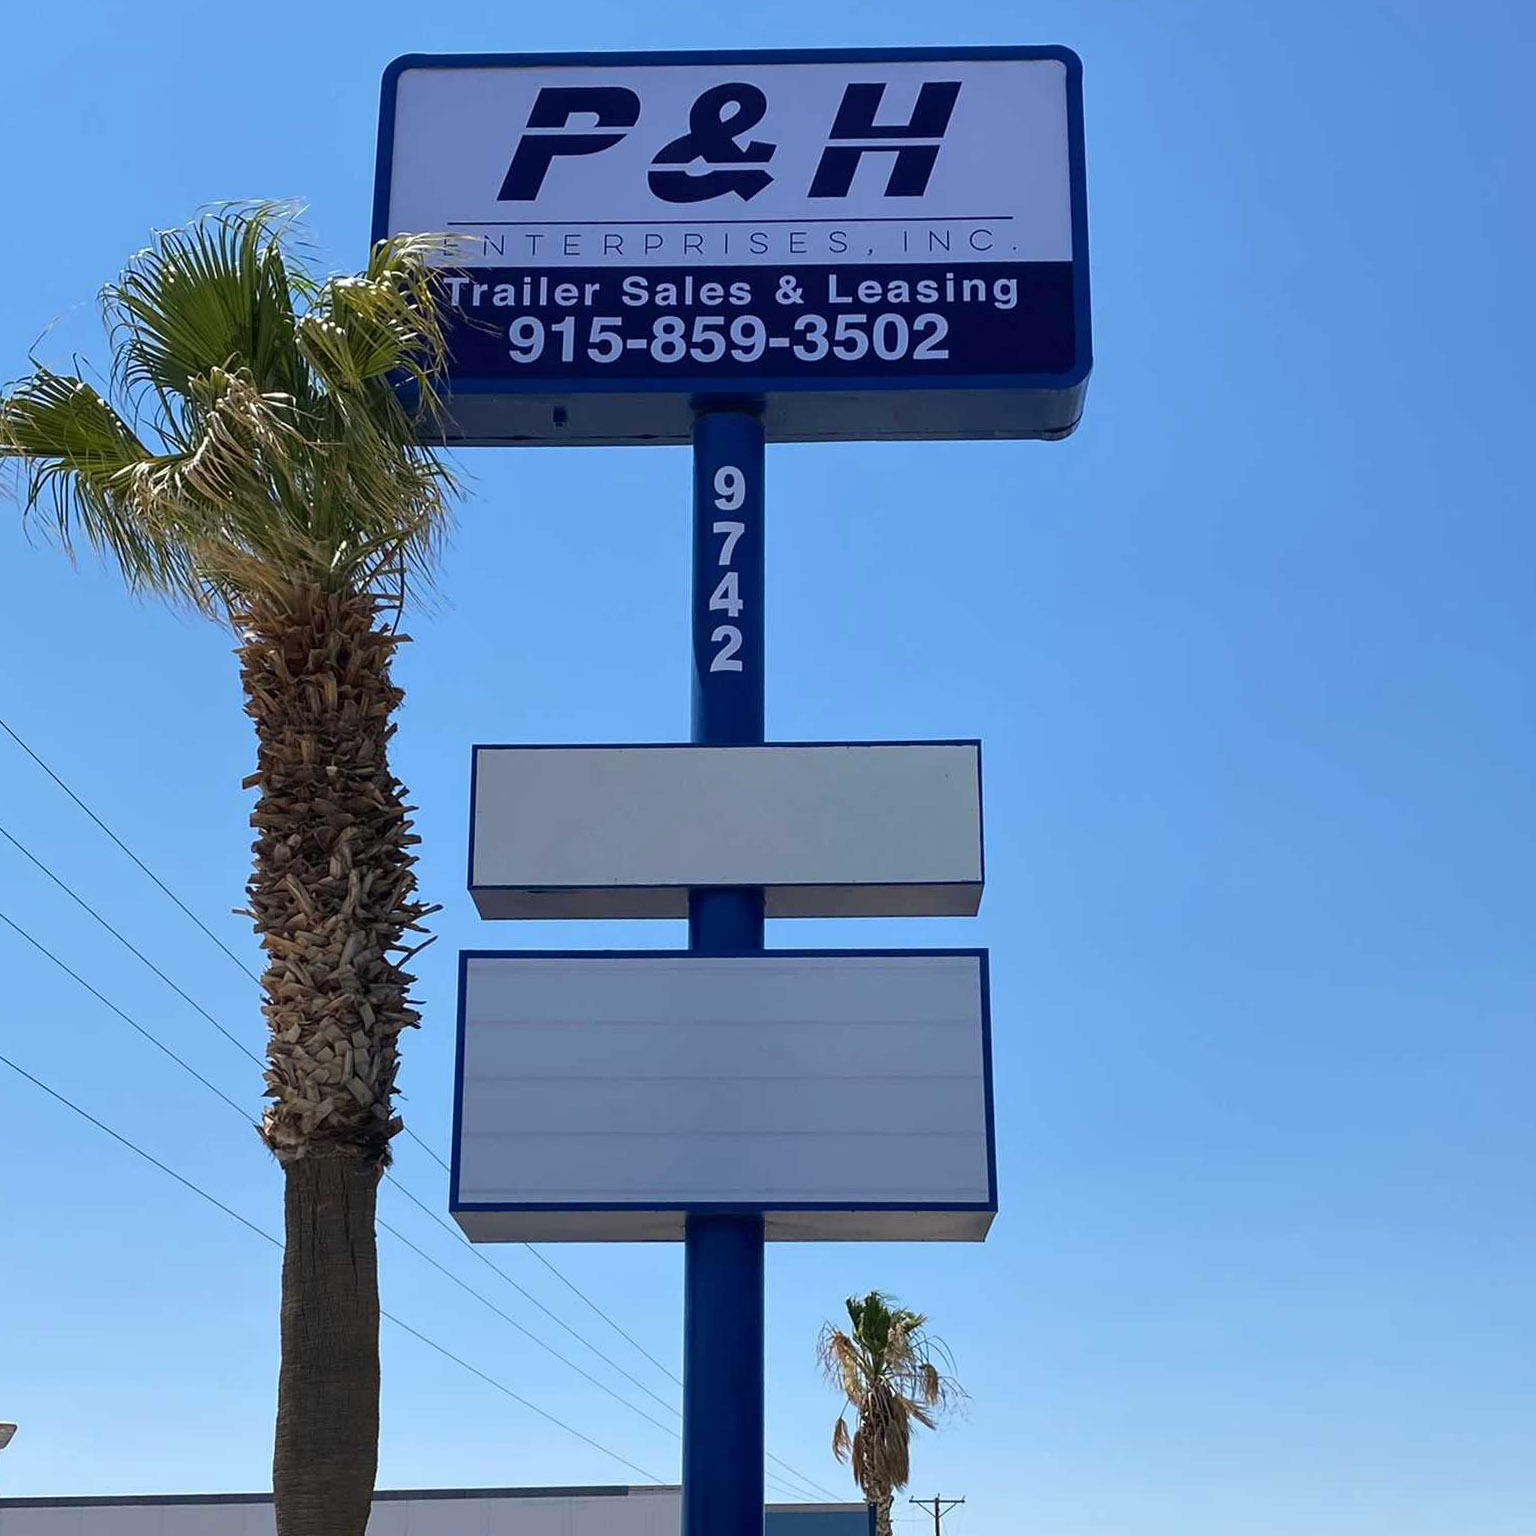 P&H
ENTERPRISES, INC.
Trailer Sales & Leasing
915-859-3502
9742